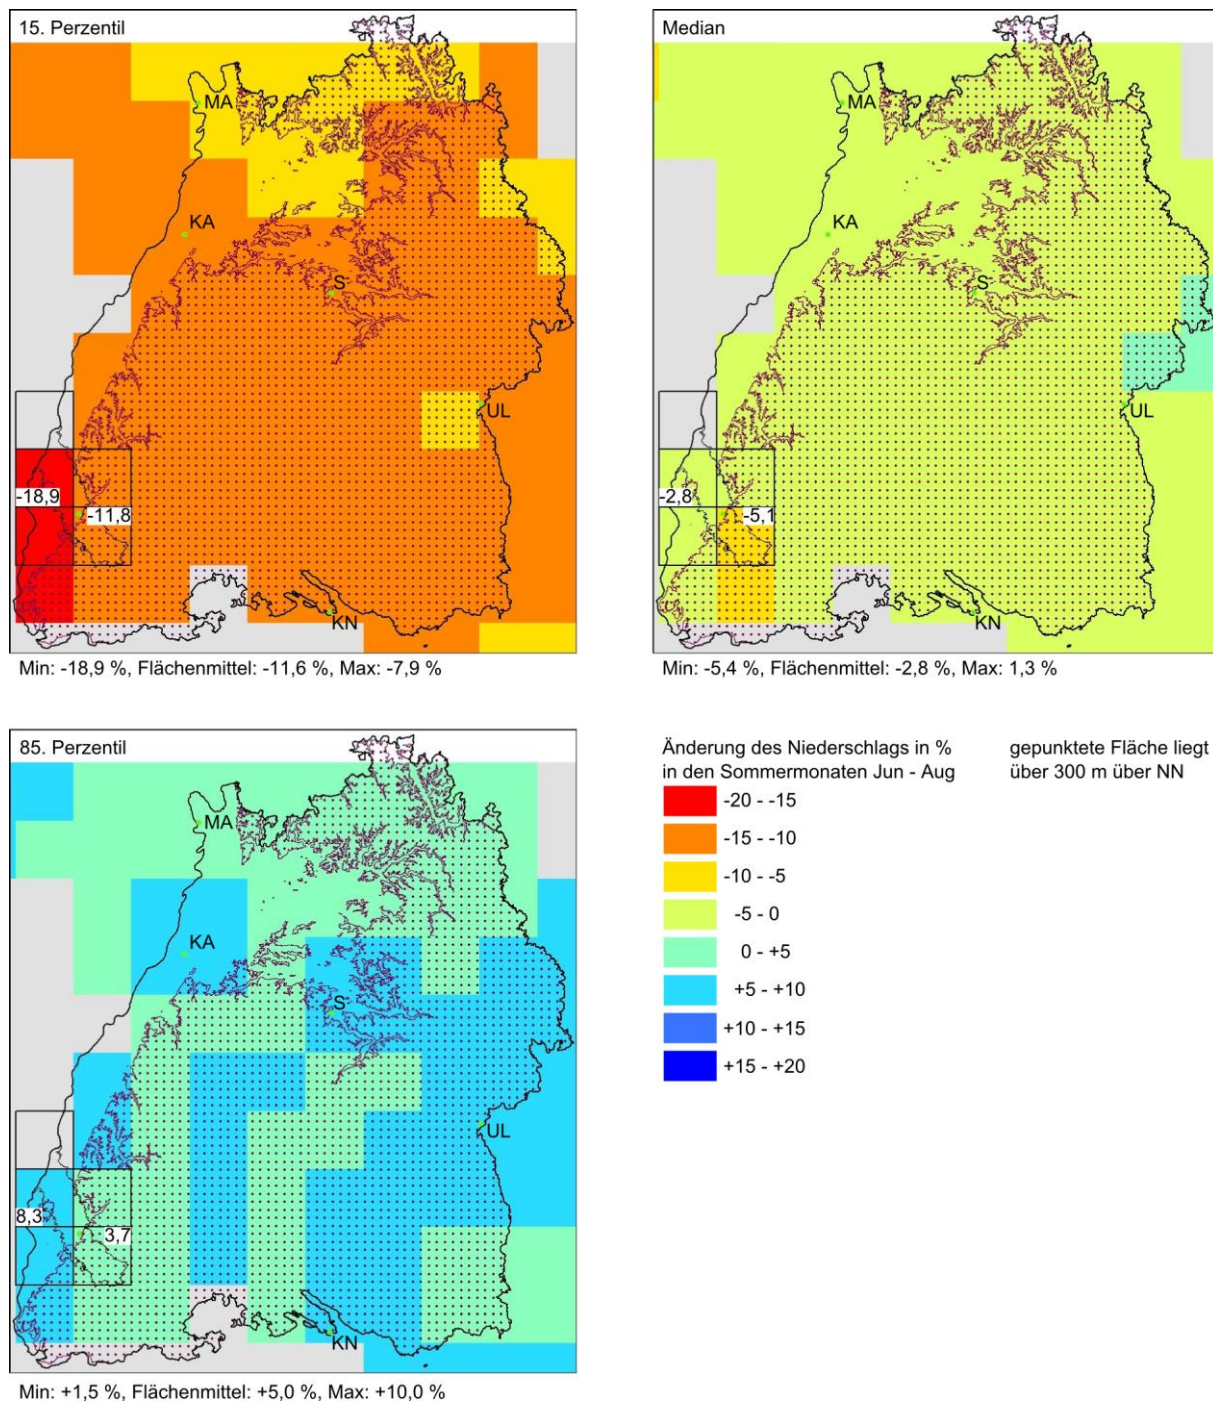 15. Perzentil
MA
KA
S
UL
-18,9
-11,8
KN
Min: -18,9 %, Flächenmittel: -11,6 %, Max: -7,9 %
Median
MA
KA
S
UL
-2,8
-5,1
KN
Min: -5,4 %, Flächenmittel: -2,8 %, Max: 1,3 %
85. Perzentil
MA
KA
S
UL
8,3
3,7
KN
Min: +1,5 %, Flächenmittel: +5,0 %, Max: +10,0 %
Änderung des Niederschlags in %
in den Sommermonaten Jun - Aug
gepunktete Fläche liegt
über 300 m über NN
-20 - -15
-15 - -10
-10 - -5
-5 - 0
0 - +5
+5 - +10
+10 - +15
+15 - +20